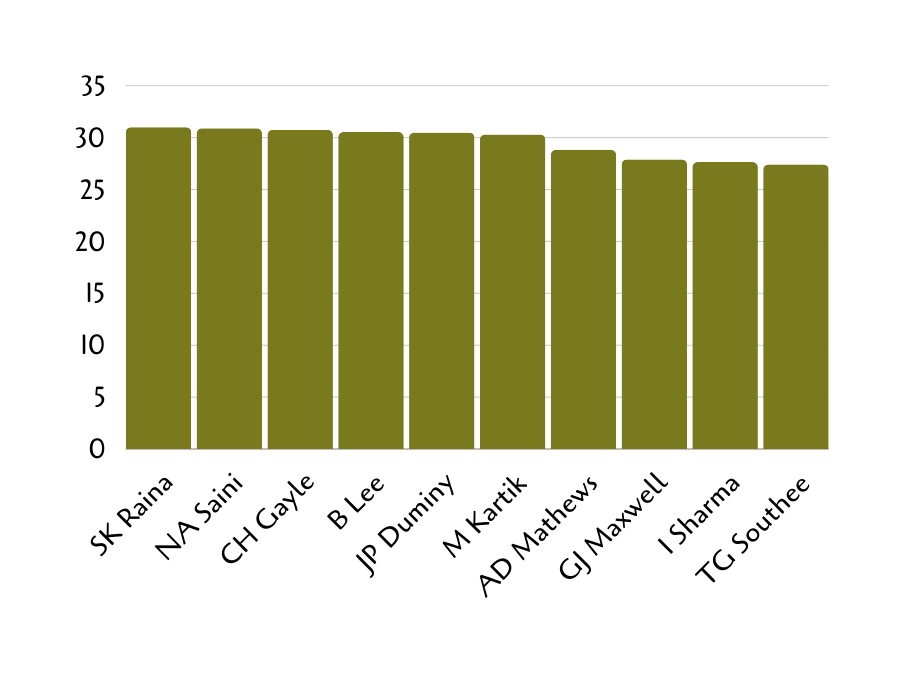 35
30
25
20
15
10
5
0
SK Raina
NA Saini
CH Gayle
B Lee
JP Duminy
M Kartik
AD Mathews
GJ Maxwell
I Sharma
TG Southee